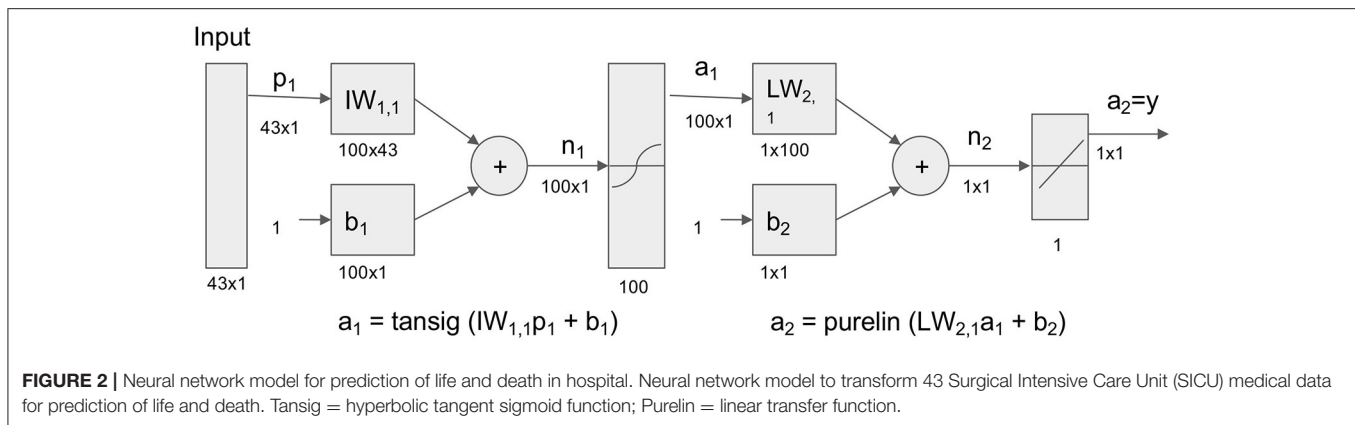 Input
p₁
43x1
IW₁,₁
100x43
1
b₁
100x1
43x1
+
n₁
100x1
100
a₁
100x1
LW₂,
1
1x100
1
b₂
1x1
+
n₂
1x1
1
a₂=y
1x1
a₁ = tansig (IW₁,₁p₁ + b₁)
a₂ = purelin (LW₂,₁a₁ + b₂)
FIGURE 2 | Neural network model for prediction of life and death in hospital. Neural network model to transform 43 Surgical Intensive Care Unit (SICU) medical data
for prediction of life and death. Tansig = hyperbolic tangent sigmoid function; Purelin = linear transfer function.